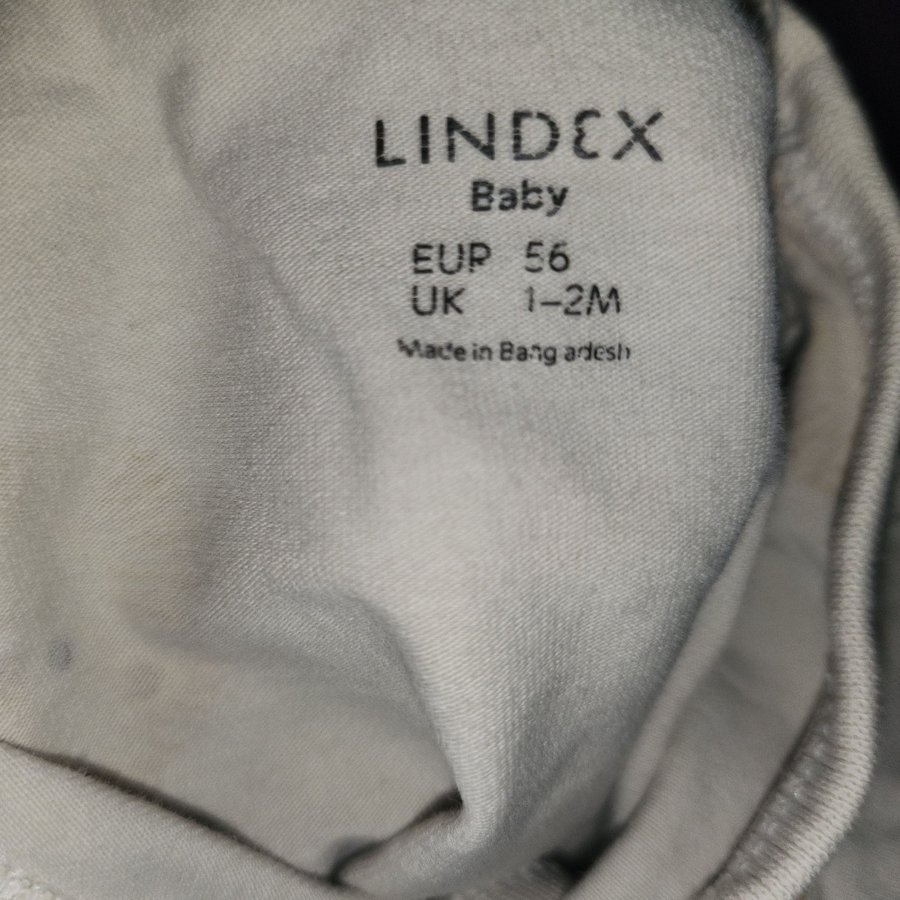 LINDEX
Baby
EUR 56
UK 1-2M
Made in Bangladesh